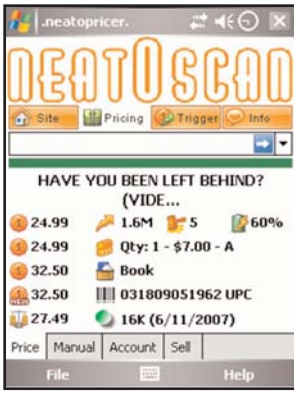 .neatopricer.
NEATOSCAN
Site Pricing Trigger Info
HAVE YOU BEEN LEFT BEHIND?
(VIDE...
24.99 1.6M 5 60%
24.99 Qty: 1 - $7.00 - A
32.50 Book
NEW 32.50 031809051962 UPC
27.49 16K (6/11/2007)
Price Manual Account Sell
File Help